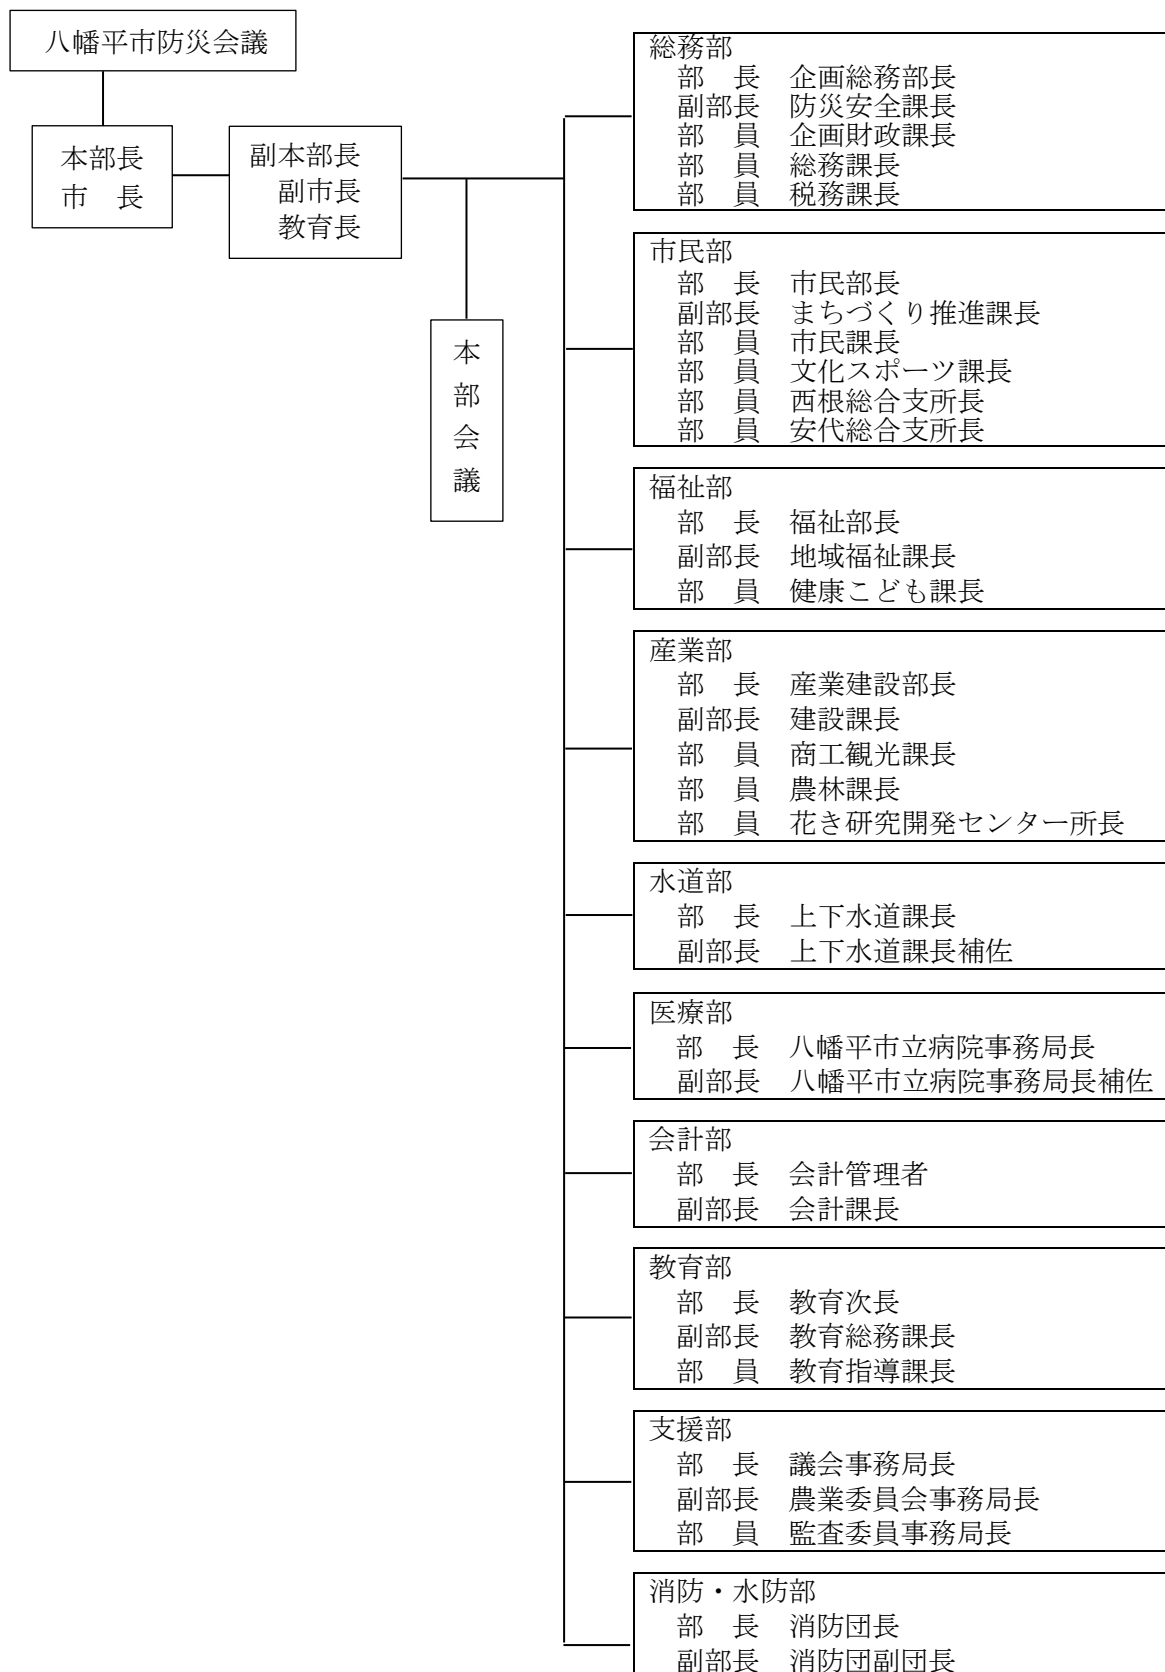 八幡平市防災会議
本部長
市　長
副本部長
副市長
教育長
本部会議
総務部
部　長　企画総務部長
副部長　防災安全課長
部　員　企画財政課長
部　員　総務課長
部　員　税務課長
市民部
部　長　市民部長
副部長　まちづくり推進課長
部　員　市民課長
部　員　文化スポーツ課長
部　員　西根総合支所長
部　員　安代総合支所長
福祉部
部　長　福祉部長
副部長　地域福祉課長
部　員　健康こども課長
産業部
部　長　産業建設部長
副部長　建設課長
部　員　商工観光課長
部　員　農林課長
部　員　花き研究開発センター所長
水道部
部　長　上下水道課長
副部長　上下水道課長補佐
医療部
部　長　八幡平市立病院事務局長
副部長　八幡平市立病院事務局長補佐
会計部
部　長　会計管理者
副部長　会計課長
教育部
部　長　教育次長
副部長　教育総務課長
部　員　教育指導課長
支援部
部　長　議会事務局長
副部長　農業委員会事務局長
部　員　監査委員事務局長
消防・水防部
部　長　消防団長
副部長　消防団副団長